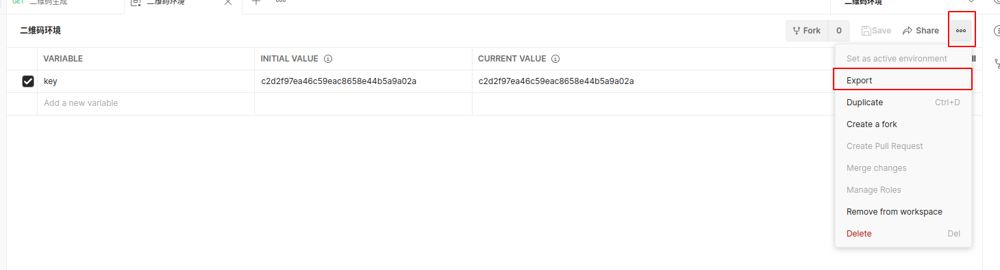 GET 二维码生成 二维码环境 二维码环境
二维码环境 Fork 0 Save Share
VARIABLE INITIAL VALUE CURRENT VALUE ll
Set as active environment
key c2d2f97ea46c59eac8658e44b5a9a02a c2d2f97ea46c59eac8658e44b5a9a02a
Export
Add a new variable
Duplicate Ctrl+D
Create a fork
Create Pull Request
Merge changes
Manage Roles
Remove from workspace
Delete Del